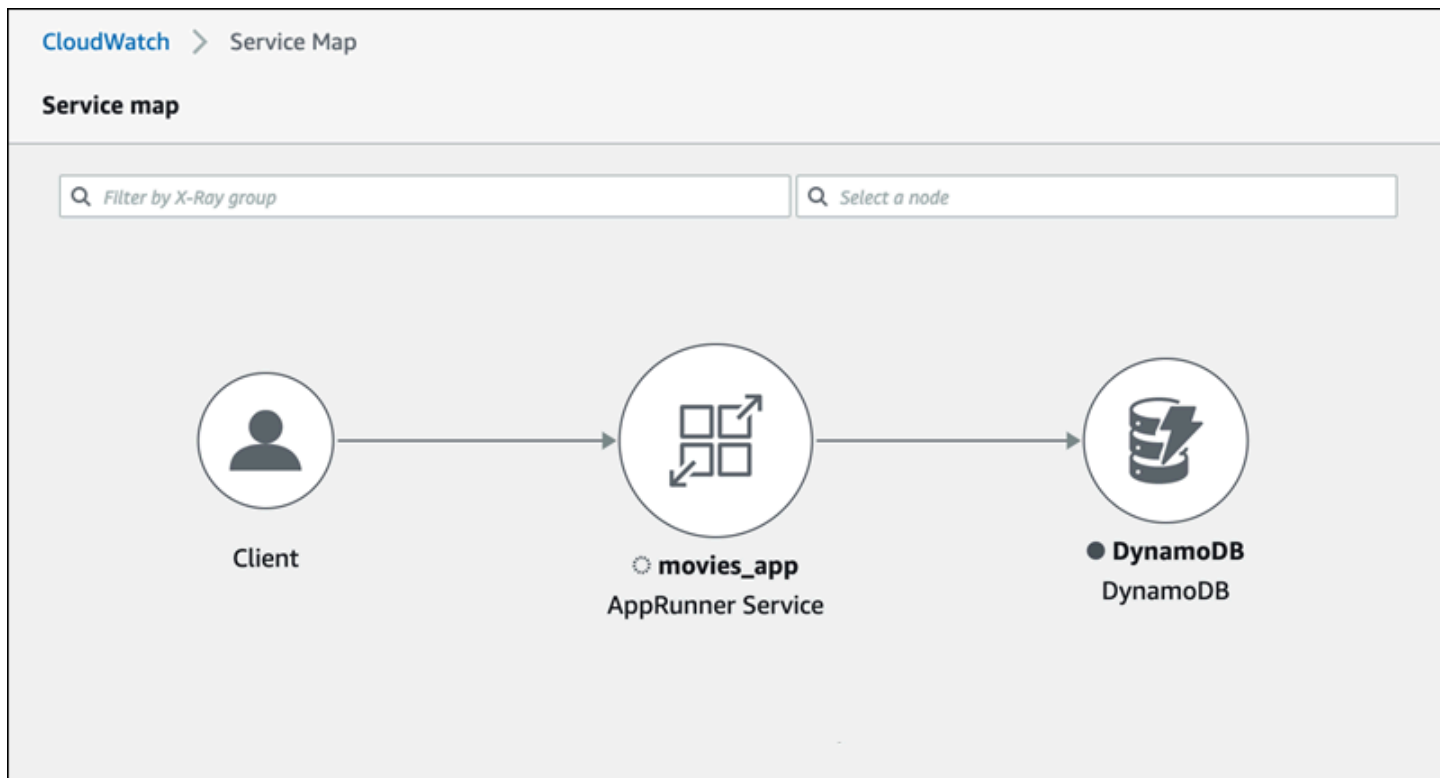 CloudWatch > Service Map
Service map
Filter by X-Ray group
Select a node
Client
movies_app
AppRunner Service
DynamoDB
DynamoDB